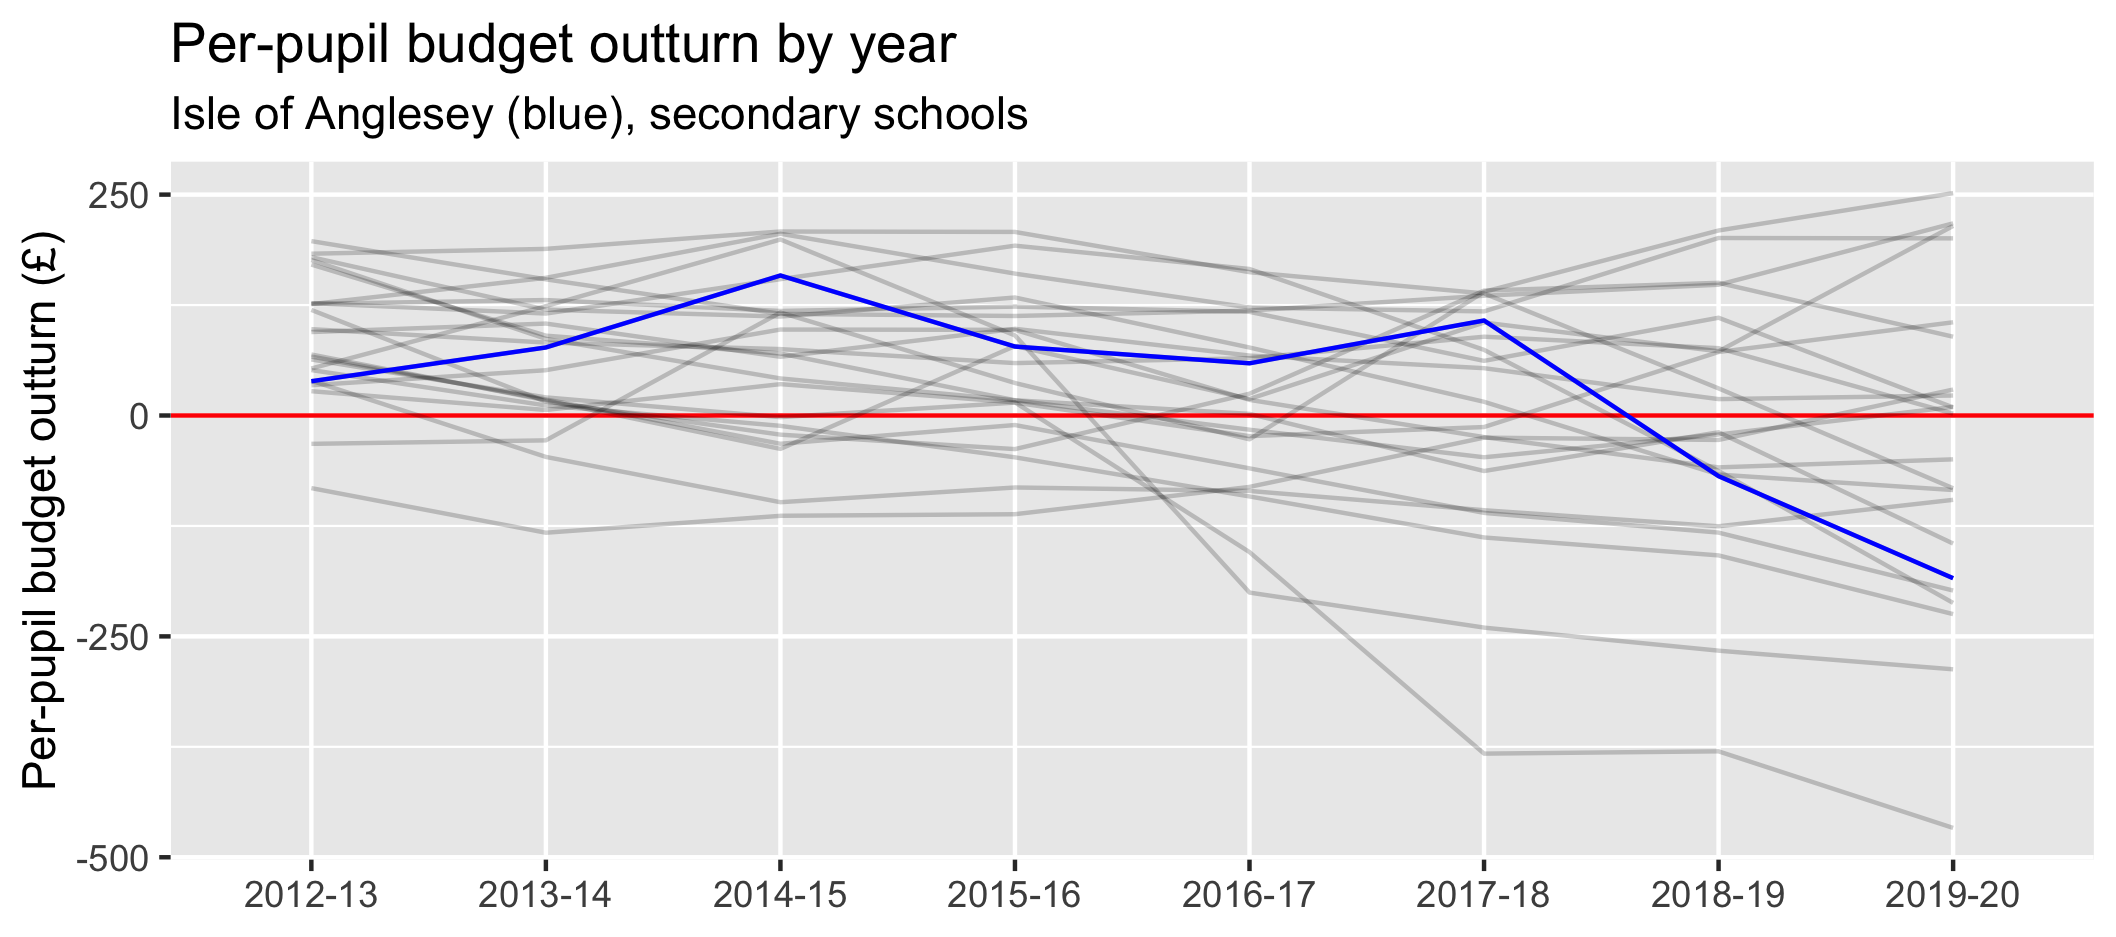 Per-pupil budget outturn by year
Isle of Anglesey (blue), secondary schools
Per-pupil budget outturn (£)
250
0
-250
-500
2012-13 2013-14 2014-15 2015-16 2016-17 2017-18 2018-19 2019-20